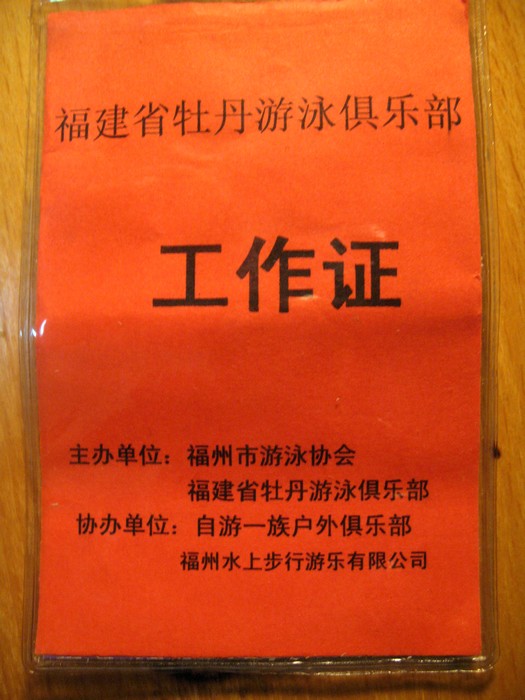 福建省牡丹游泳俱乐部
工作证
主办单位：福州市游泳协会
福建省牡丹游泳俱乐部
协办单位：自游一族户外俱乐部
福州水上步行游乐有限公司